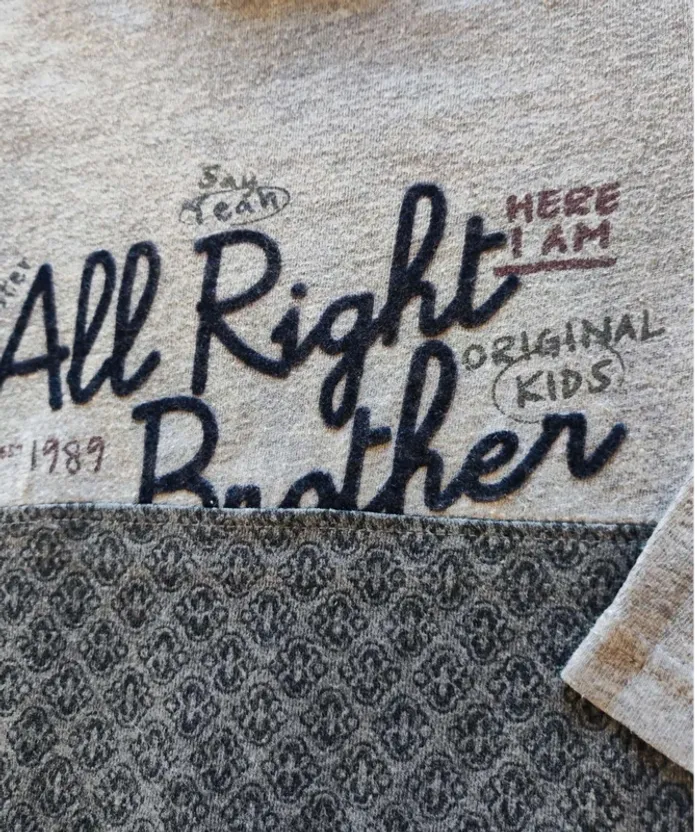 Say
Yeah
HERE
I AM
All Right
ORIGINAL
KIDS
Brother
1989